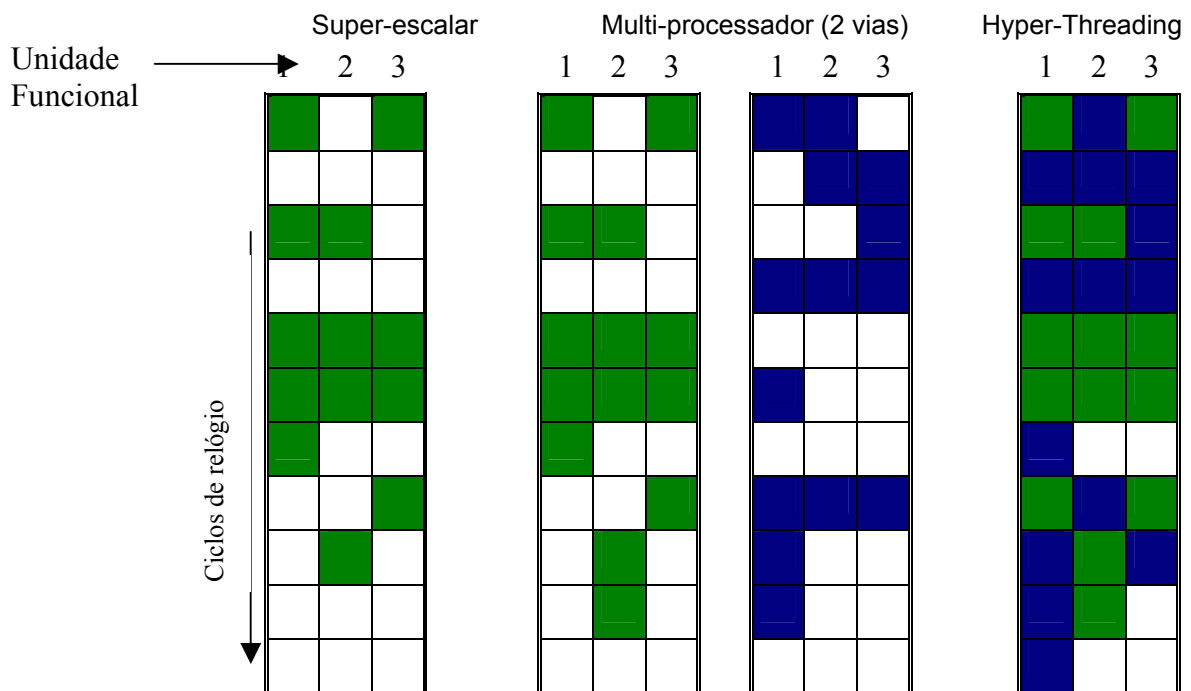 Super-escalar
Multi-processador (2 vias)
Hyper-Threading
Unidade
Funcional
1 2 3
1 2 3
1 2 3
1 2 3
Ciclos de relógio